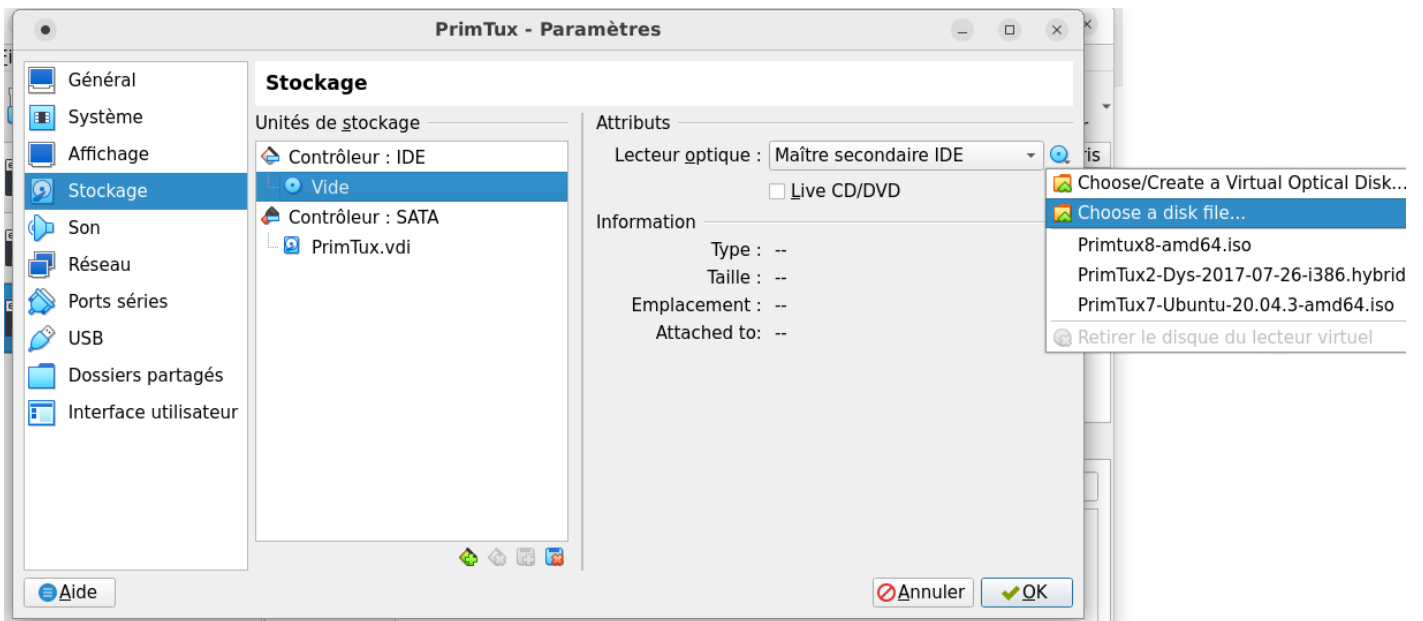 PrimTux - Paramètres
Général
Système
Affichage
Stockage
Son
Réseau
Ports séries
USB
Dossiers partagés
Interface utilisateur
Stockage
Unités de stockage
Contrôleur : IDE
Vide
Contrôleur : SATA
PrimTux.vdi
Attributs
Lecteur optique : Maître secondaire IDE
Live CD/DVD
Information
Type : --
Taille : --
Emplacement : --
Attached to: --
ris
Choose/Create a Virtual Optical Disk...
Choose a disk file...
Primtux8-amd64.iso
PrimTux2-Dys-2017-07-26-i386.hybrid
PrimTux7-Ubuntu-20.04.3-amd64.iso
Retirer le disque du lecteur virtuel
Aide
Annuler
OK